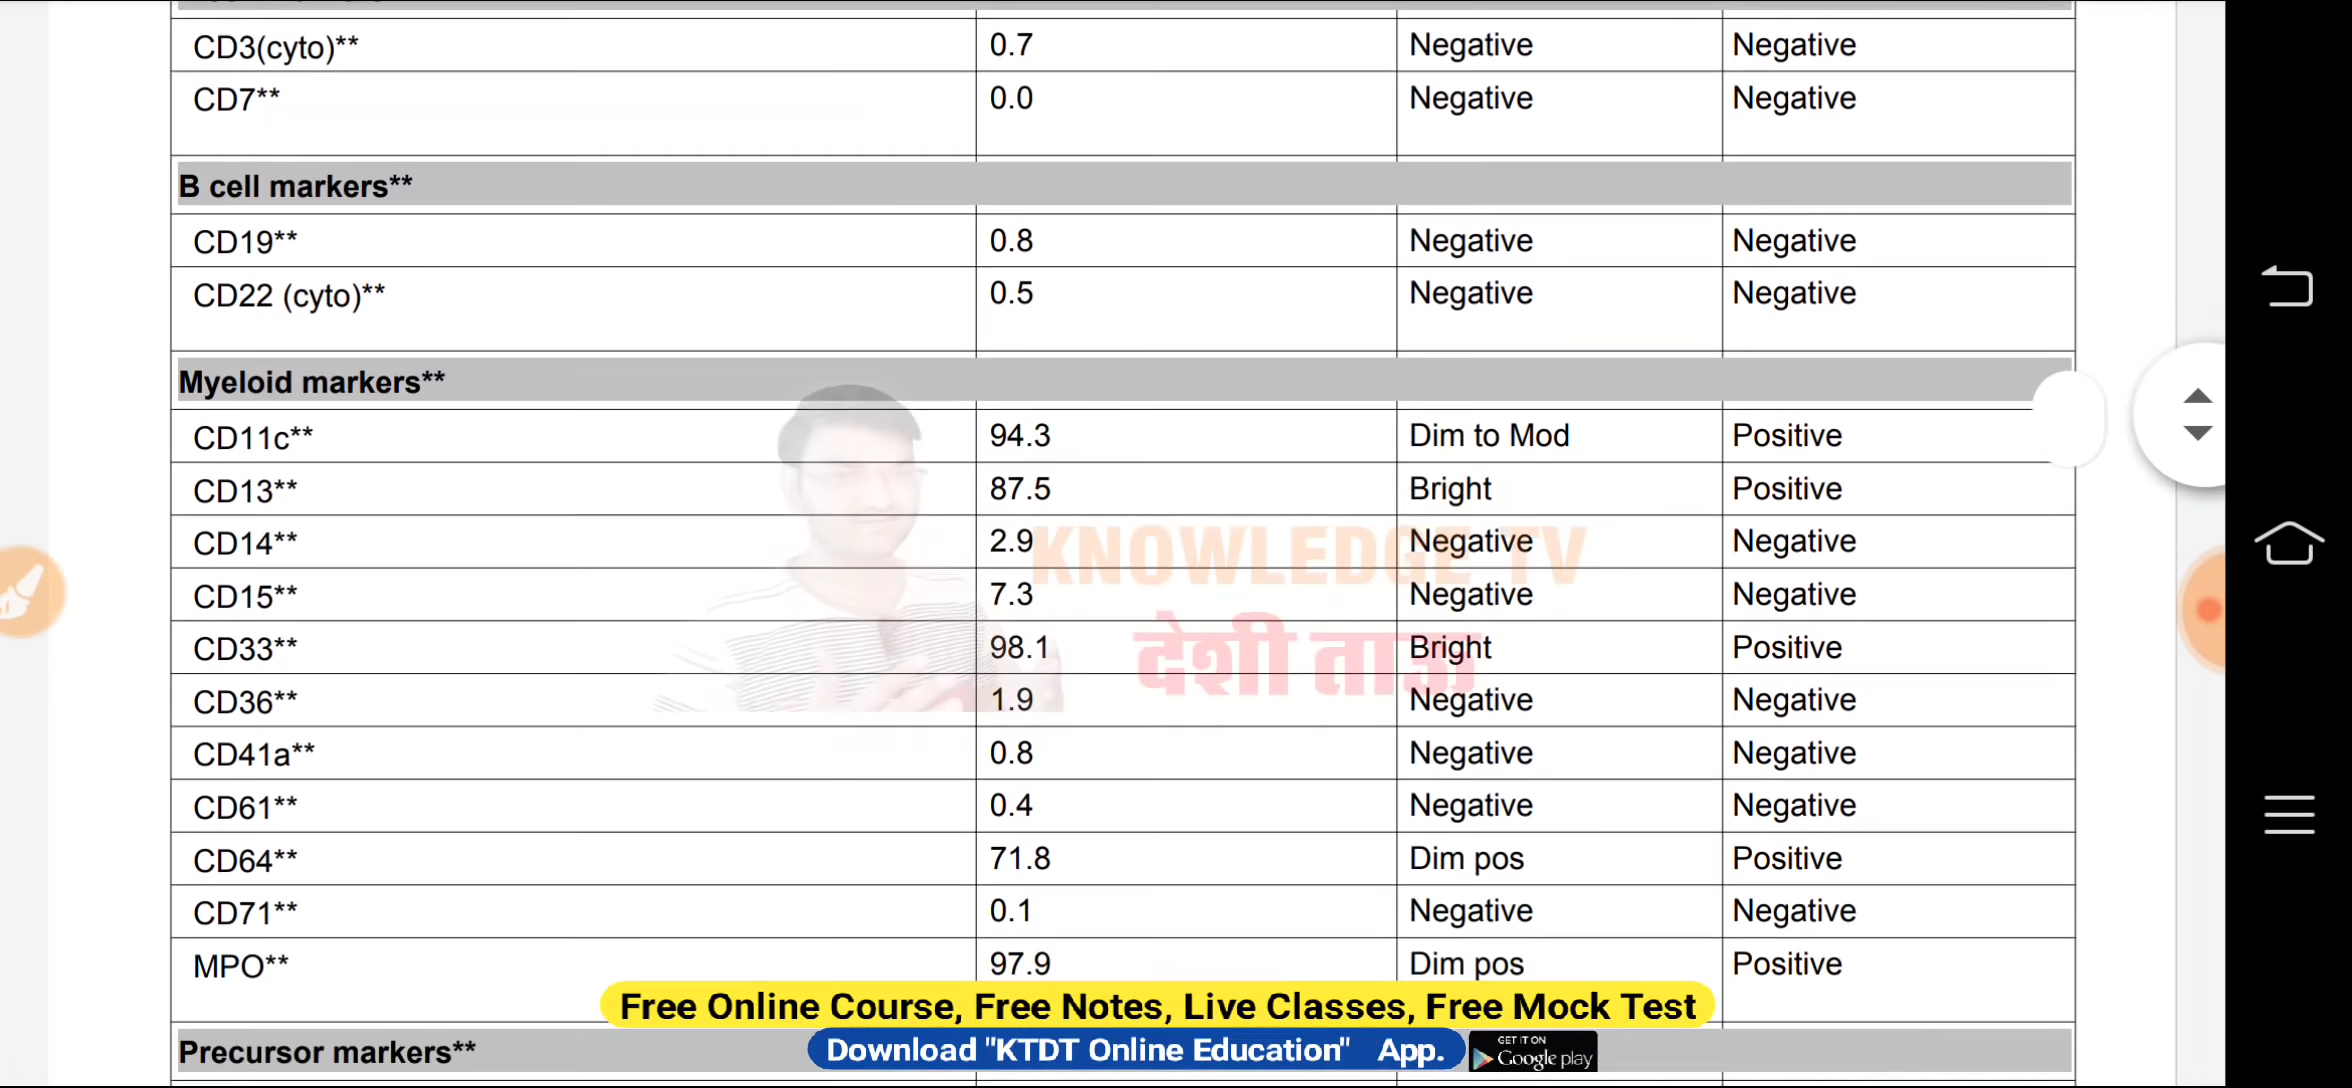 CD3(cyto)** 0.7 Negative Negative
CD7** 0.0 Negative Negative
B cell markers**
CD19** 0.8 Negative Negative
CD22 (cyto)** 0.5 Negative Negative
Myeloid markers**
CD11c** 94.3 Dim to Mod Positive
CD13** 87.5 Bright Positive
CD14** 2.9 Negative Negative
KNOWLEDGE TV
CD15** 7.3 Negative Negative
CD33** 98.1 Bright Positive
देशी ताज
CD36** 1.9 Negative Negative
CD41a** 0.8 Negative Negative
CD61** 0.4 Negative Negative
CD64** 71.8 Dim pos Positive
CD71** 0.1 Negative Negative
MPO** 97.9 Dim pos Positive
Free Online Course, Free Notes, Live Classes, Free Mock Test
Precursor markers**
Download "KTDT Online Education" App.
GET IT ON
Google play